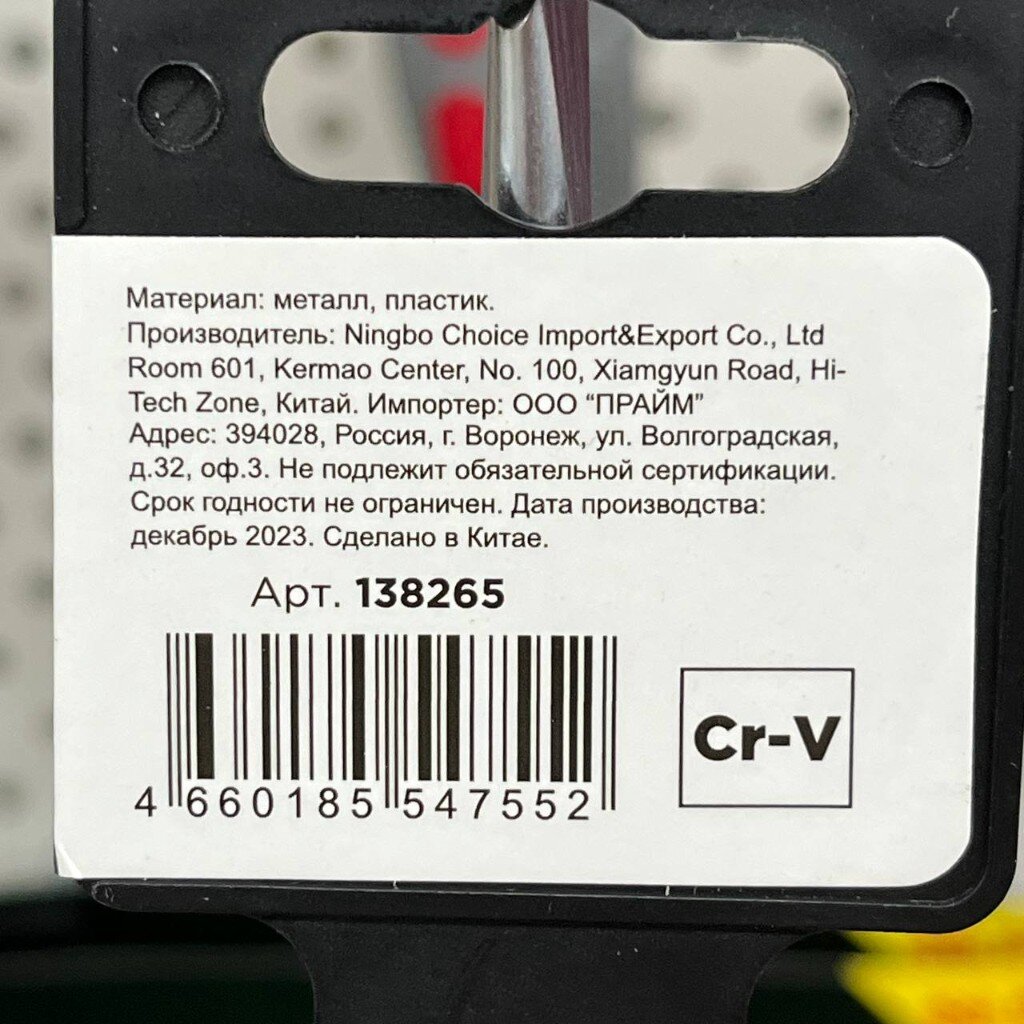 Материал: металл, пластик.
Производитель: Ningbo Choice Import&Export Co., Ltd
Room 601, Kermao Center, No. 100, Xiamgyun Road, Hi-
Tech Zone, Китай. Импортер: ООО “ПРАЙМ”
Адрес: 394028, Россия, г. Воронеж, ул. Волгоградская,
д.32, оф.3. Не подлежит обязательной сертификации.
Срок годности не ограничен. Дата производства:
декабрь 2023. Сделано в Китае.
Арт. 138265
Cr-V
4 660185 547552